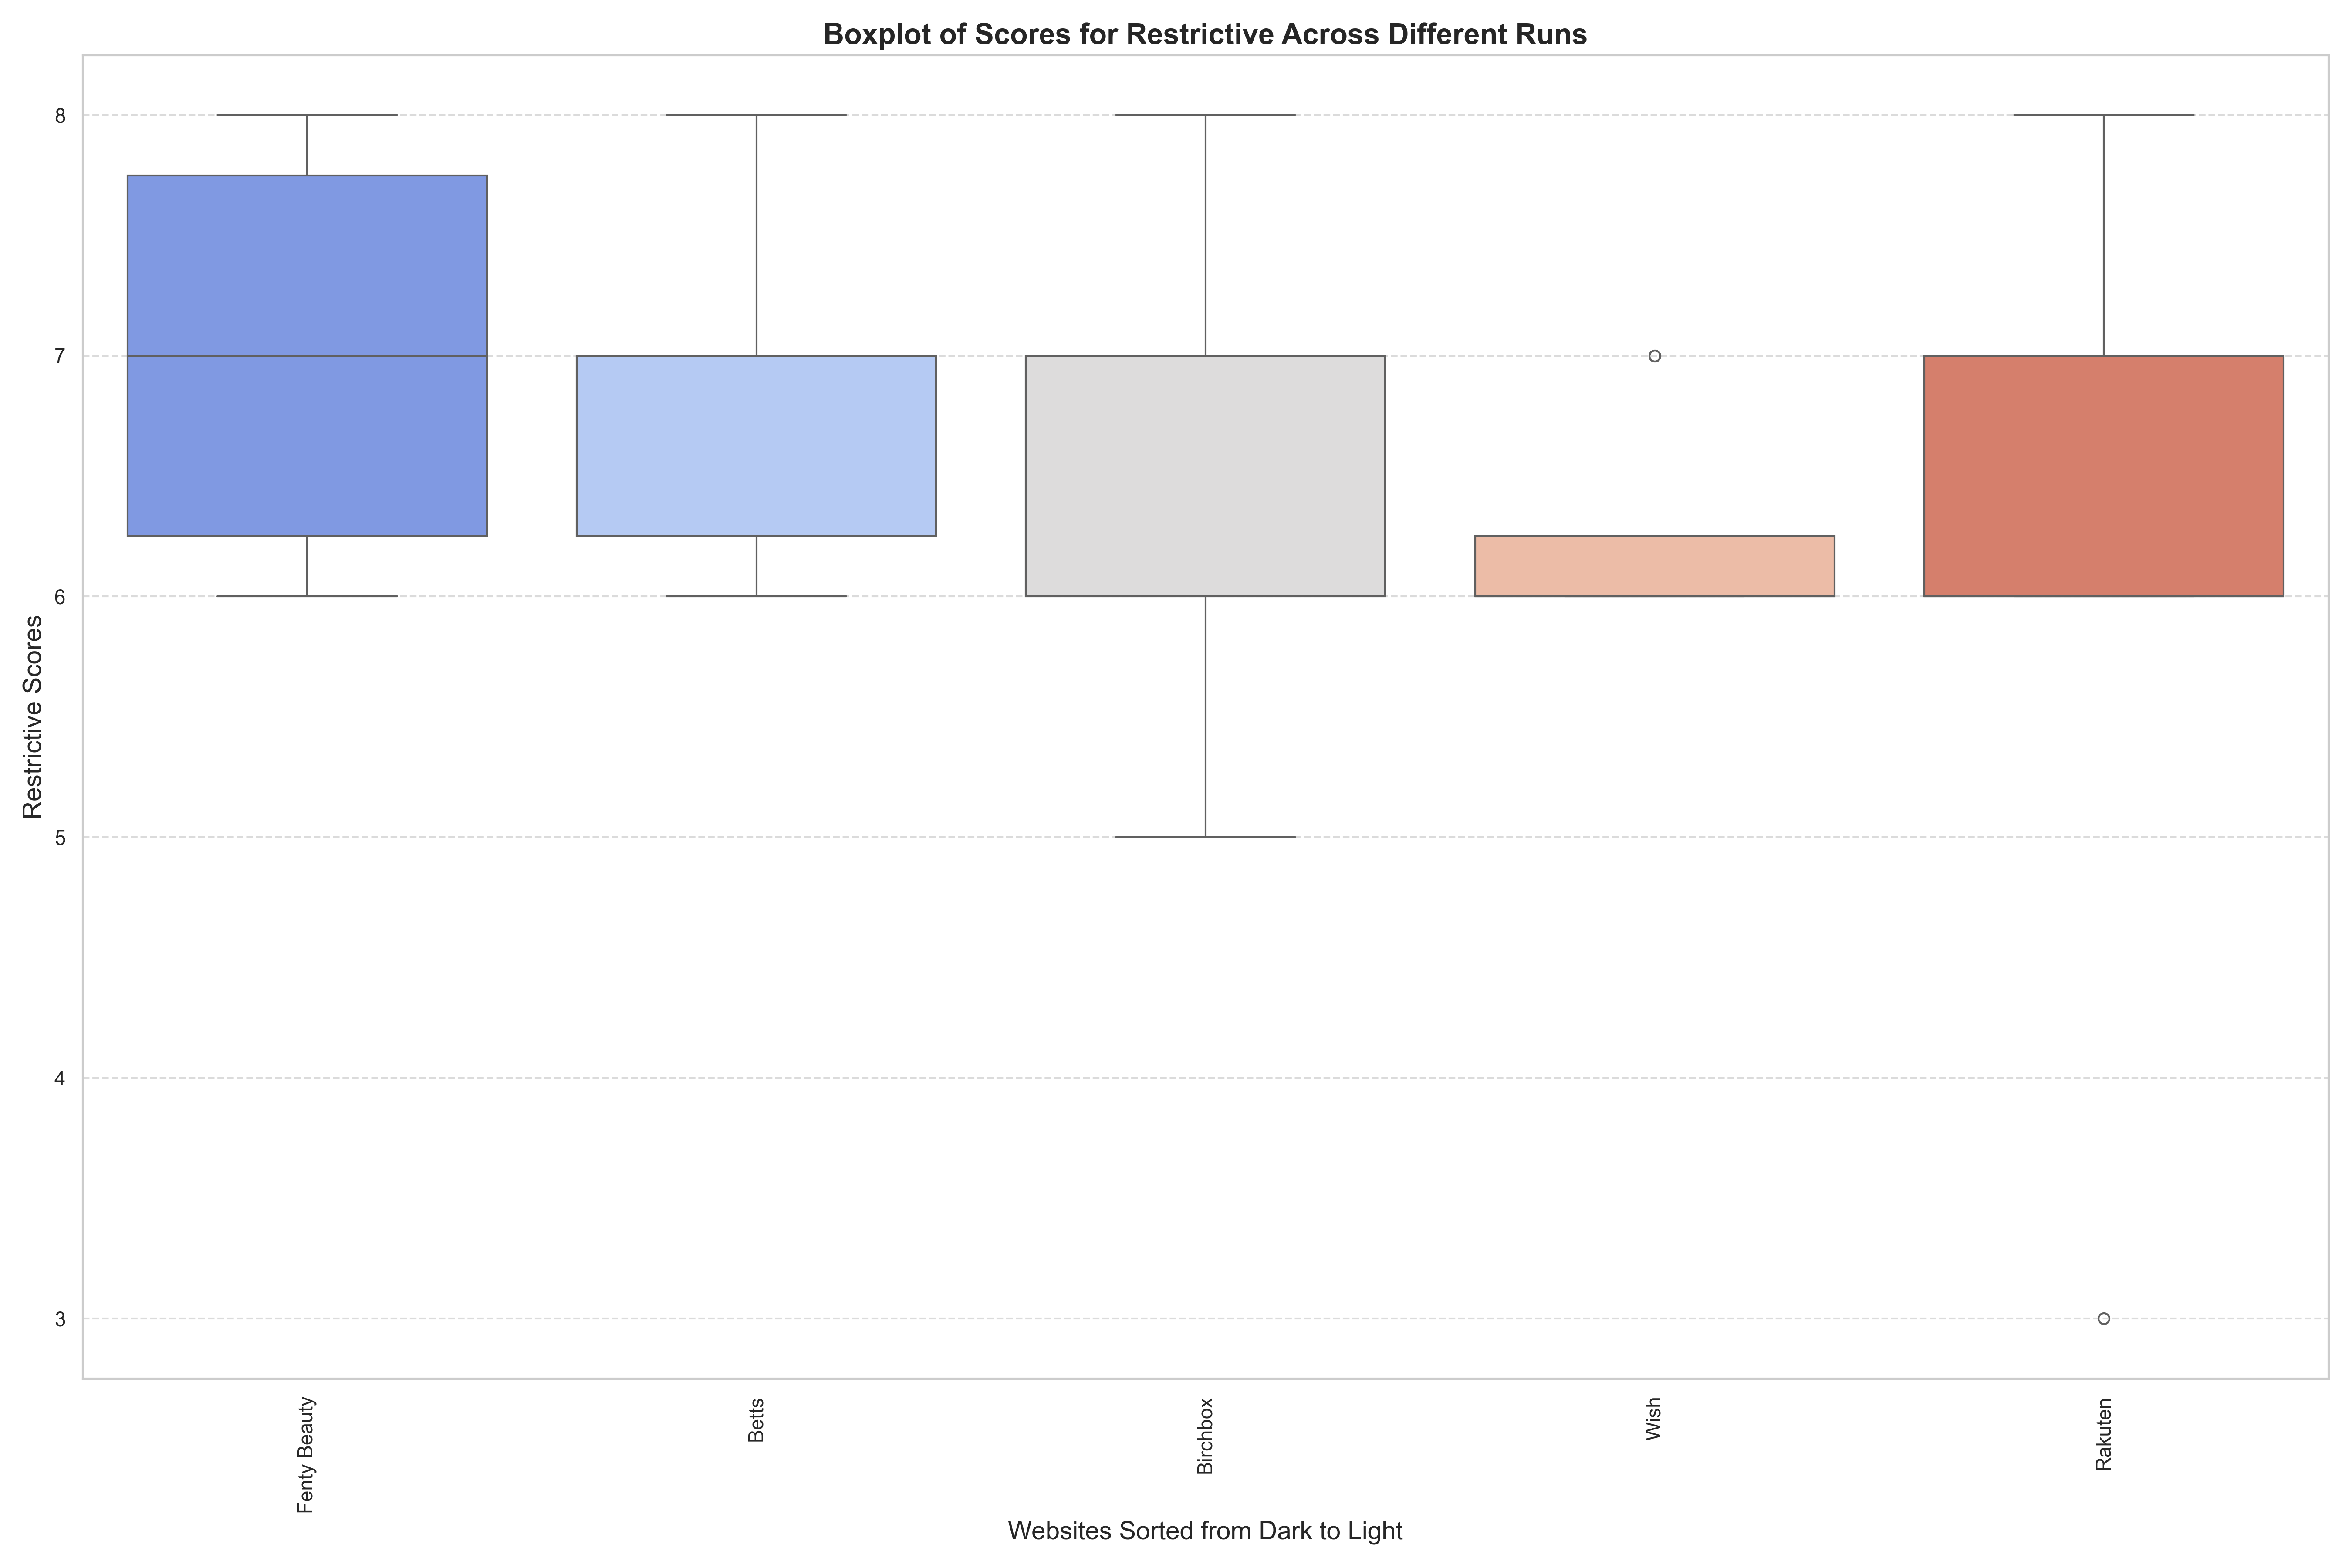 Boxplot of Scores for Restrictive Across Different Runs
8
7
6
5
4
3
Restrictive Scores
Fenty Beauty
Betts
Birchbox
Wish
Rakuten
Websites Sorted from Dark to Light